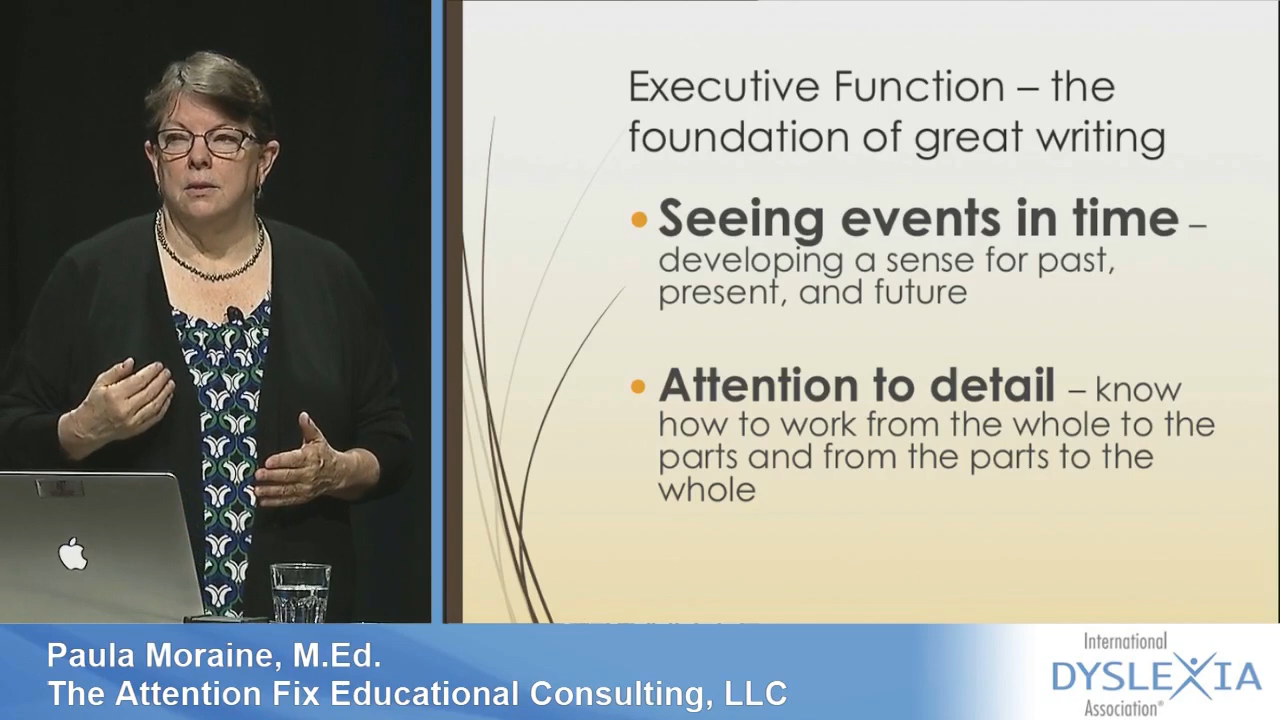 Executive Function – the
foundation of great writing
• Seeing events in time –
developing a sense for past,
present, and future
• Attention to detail – know
how to work from the whole to the
parts and from the parts to the
whole
Paula Moraine, M.Ed.
The Attention Fix Educational Consulting, LLC
International
DYSLEXIA
Association®